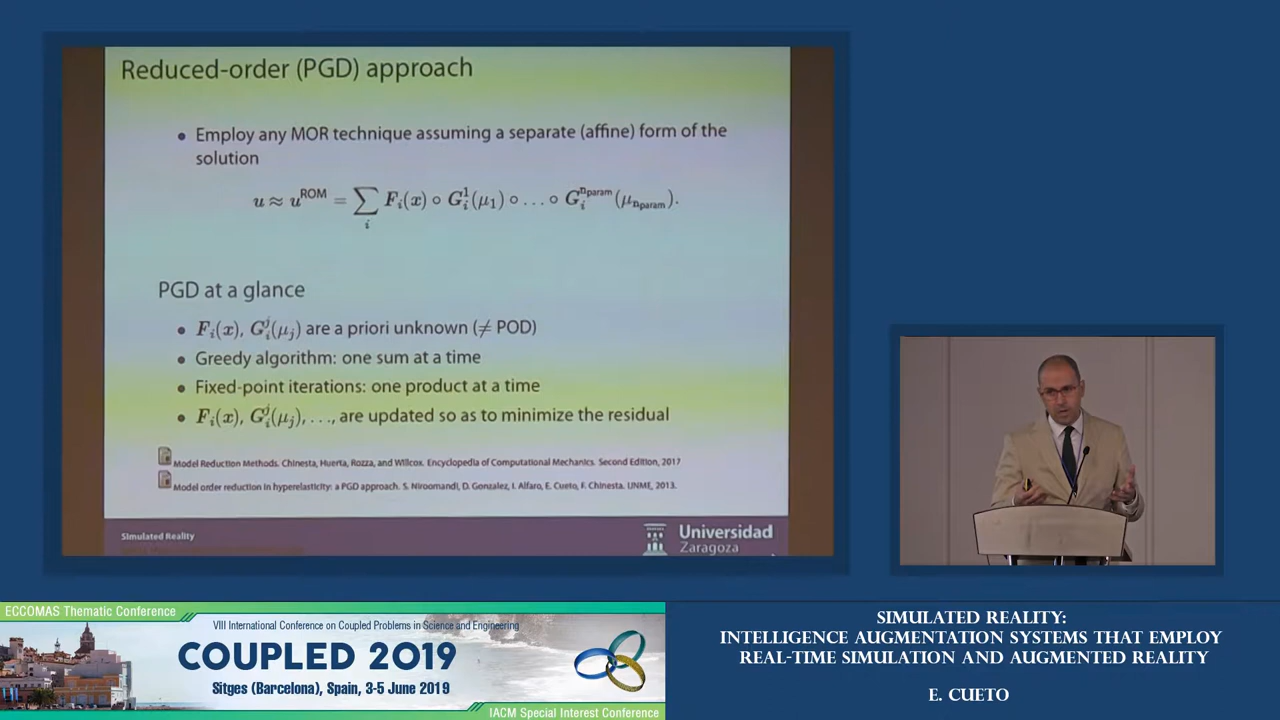 Reduced-order (PGD) approach
• Employ any MOR technique assuming a separate (affine) form of the
solution
u ≈ u^ROM = ∑_i F_i(x) ∘ G_i^1(μ_1) ∘ … ∘ G_i^{n_param}(μ_{n_param}).
PGD at a glance
• F_i(x), G_i^j(μ_j) are a priori unknown (≠ POD)
• Greedy algorithm: one sum at a time
• Fixed-point iterations: one product at a time
• F_i(x), G_i^j(μ_j), …, are updated so as to minimize the residual
Model Reduction Methods. Chinesta, Huerta, Rozza, and Willcox. Encyclopedia of Computational Mechanics. Second Edition, 2017
Model order reduction in hyperelasticity: a PGD approach. S. Niroomandi, D. Gonzalez, I. Alfaro, E. Cueto, F. Chinesta. IJNME, 2013.
Simulated Reality
Universidad
Zaragoza
ECCOMAS Thematic Conference
VIII International Conference on Coupled Problems in Science and Engineering
COUPLED 2019
Sitges (Barcelona), Spain, 3-5 June 2019
IACM Special Interest Conference
SIMULATED REALITY:
INTELLIGENCE AUGMENTATION SYSTEMS THAT EMPLOY
REAL-TIME SIMULATION AND AUGMENTED REALITY
E. CUETO